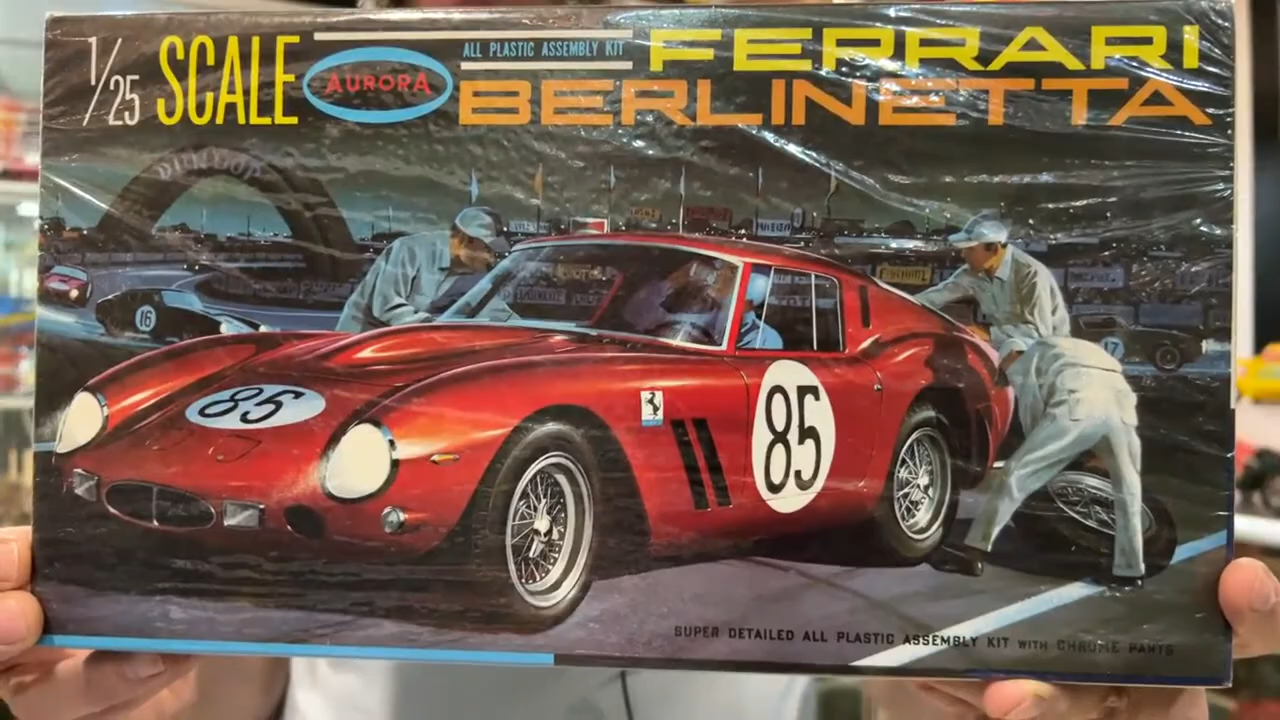 1/25 SCALE
AURORA
ALL PLASTIC ASSEMBLY KIT
FERRARI
BERLINETTA
DUNLOP
16
17
85
85
SUPER DETAILED ALL PLASTIC ASSEMBLY KIT WITH CHROME PARTS